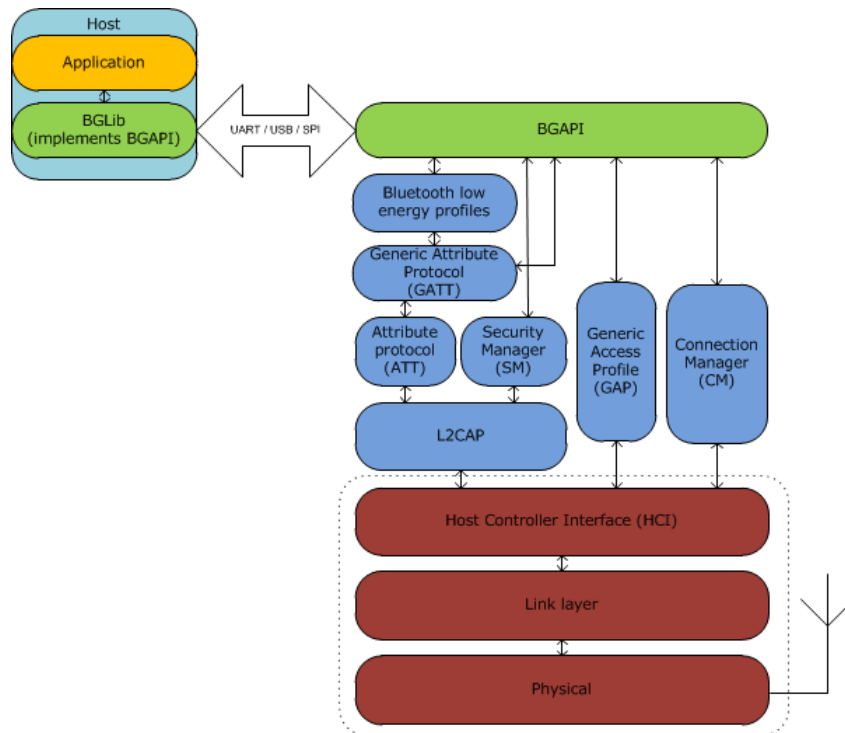 Host
Application
BGLib
(implements BGAPI)
UART / USB / SPI
BGAPI
Bluetooth low
energy profiles
Generic Attribute
Protocol
(GATT)
Attribute
protocol
(ATT)
Security
Manager
(SM)
Generic
Access
Profile
(GAP)
Connection
Manager
(CM)
L2CAP
Host Controller Interface (HCI)
Link layer
Physical